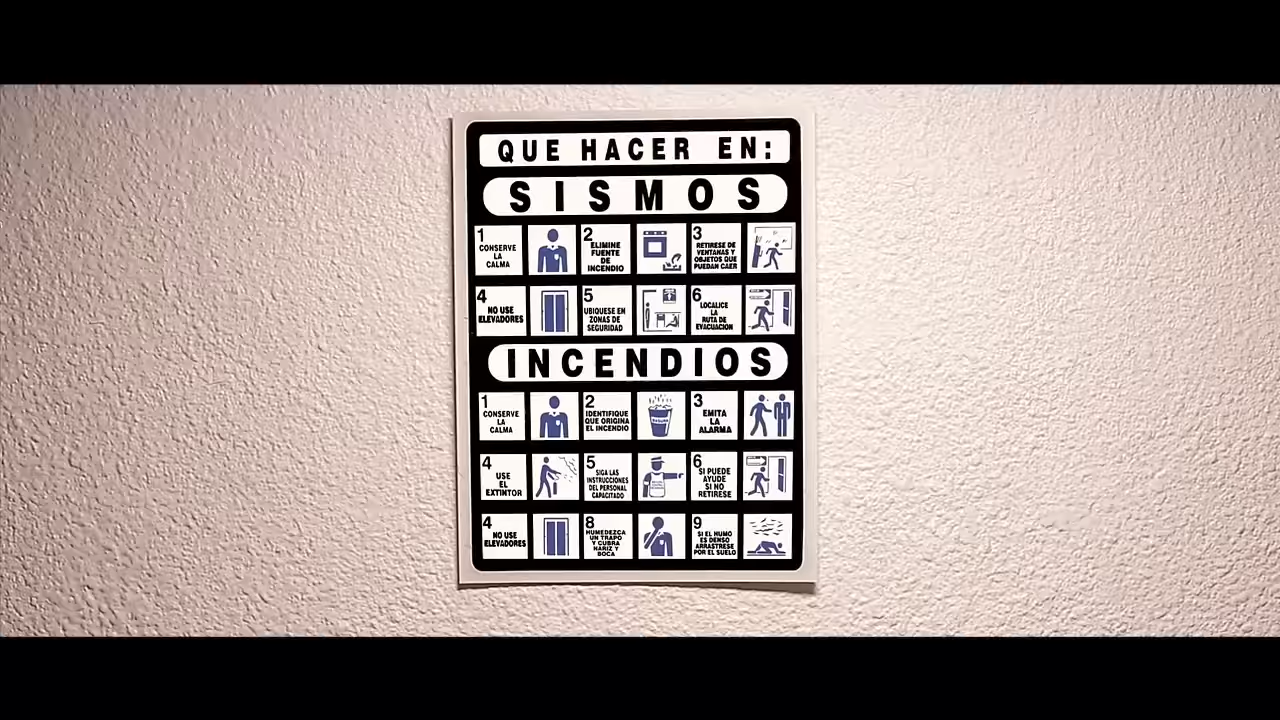 QUE HACER EN:
SISMOS
1
CONSERVE
LA
CALMA
2
ELIMINE
FUENTE
DE
INCENDIO
3
RETIRESE DE
VENTANAS Y
OBJETOS QUE
PUEDAN CAER
4
NO USE
ELEVADORES
5
UBIQUESE EN
ZONAS DE
SEGURIDAD
6
LOCALICE
LA
RUTA DE
EVACUACION
INCENDIOS
1
CONSERVE
LA
CALMA
2
IDENTIFIQUE
QUE ORIGINA
EL INCENDIO
BASURA
3
EMITA
LA
ALARMA
4
USE
EL
EXTINTOR
5
SIGA LAS
INSTRUCCIONES
DEL PERSONAL
CAPACITADO
6
SI PUEDE
AYUDE
SI NO
RETIRESE
4
NO USE
ELEVADORES
8
HUMEDEZCA
UN TRAPO
Y CUBRA
NARIZ Y
BOCA
9
SI EL HUMO
ES DENSO
ARRASTRESE
POR EL SUELO